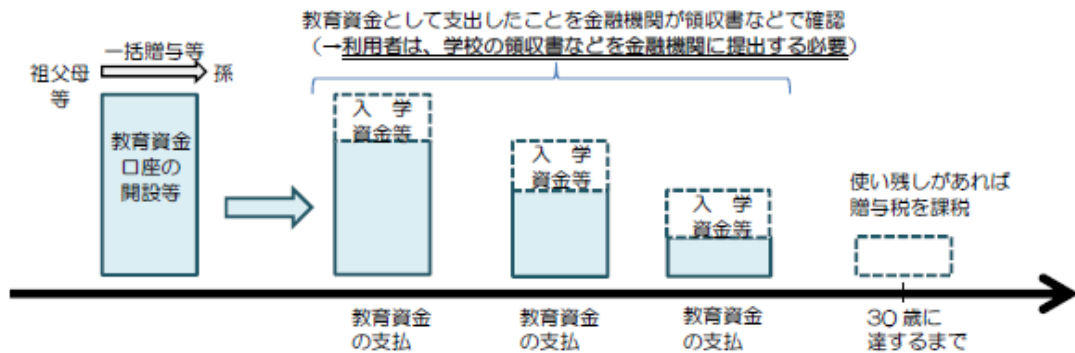 教育資金として支出したことを金融機関が領収書などで確認
(→利用者は、学校の領収書などを金融機関に提出する必要)
一括贈与等
祖父母
等
孫
教育資金
口座の
開設等
入 学
資金等
入 学
資金等
入 学
資金等
使い残しがあれば
贈与税を課税
教育資金
の支払
教育資金
の支払
教育資金
の支払
30歳に
達するまで